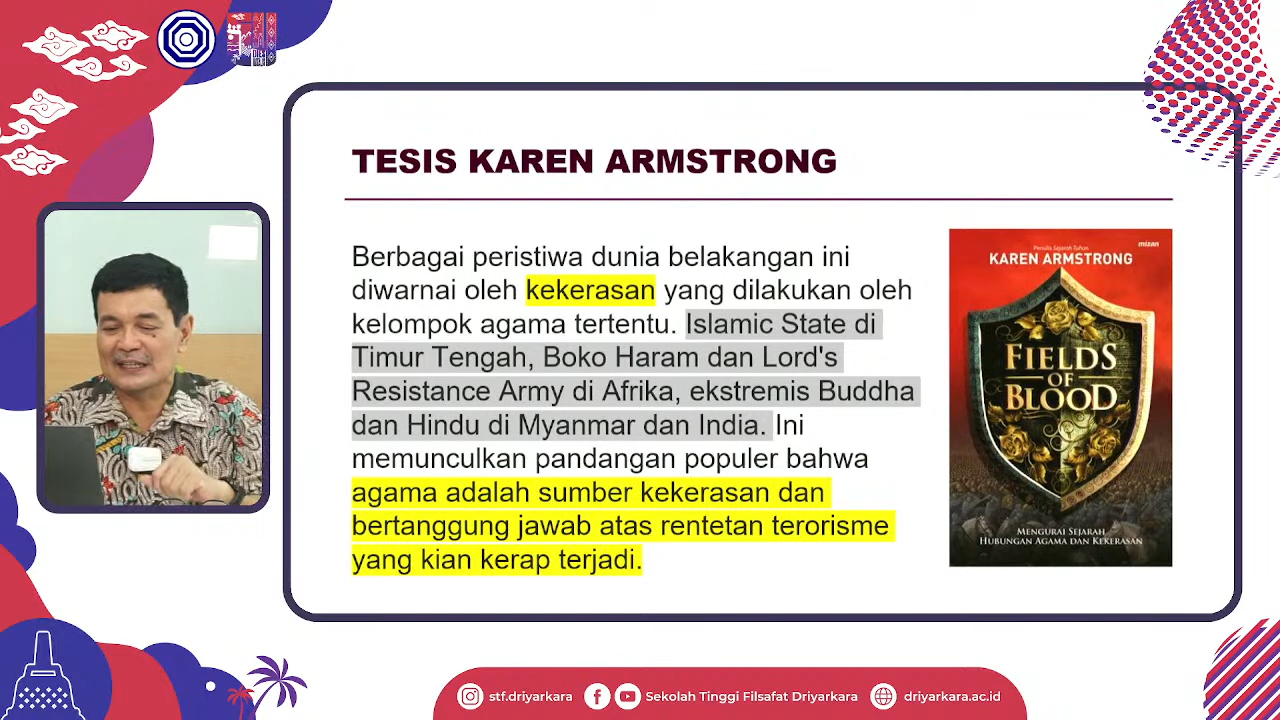 TESIS KAREN ARMSTRONG
Berbagai peristiwa dunia belakangan ini
diwarnai oleh kekerasan yang dilakukan oleh
kelompok agama tertentu. Islamic State di
Timur Tengah, Boko Haram dan Lord's
Resistance Army di Afrika, ekstremis Buddha
dan Hindu di Myanmar dan India. Ini
memunculkan pandangan populer bahwa
agama adalah sumber kekerasan dan
bertanggung jawab atas rentetan terorisme
yang kian kerap terjadi.
mizan
Penulis Sejarah Tuhan
KAREN ARMSTRONG
FIELDS
OF
BLOOD
MENGURAI SEJARAH
HUBUNGAN AGAMA DAN KEKERASAN
stf.driyarkara
Sekolah Tinggi Filsafat Driyarkara
driyarkara.ac.id